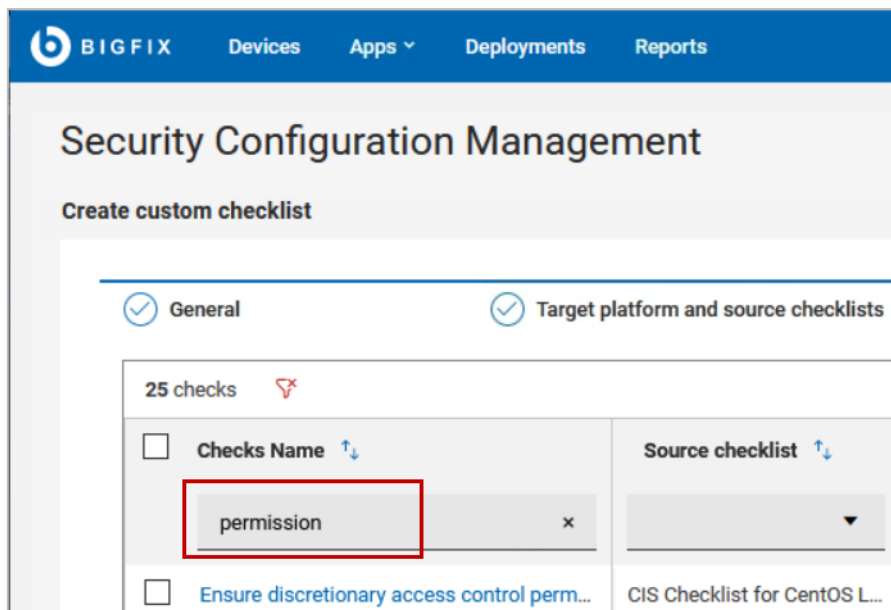 BIGFIX Devices Apps Deployments Reports
Security Configuration Management
Create custom checklist
General Target platform and source checklists
25 checks
Checks Name Source checklist
permission ×
Ensure discretionary access control perm... CIS Checklist for CentOS L...